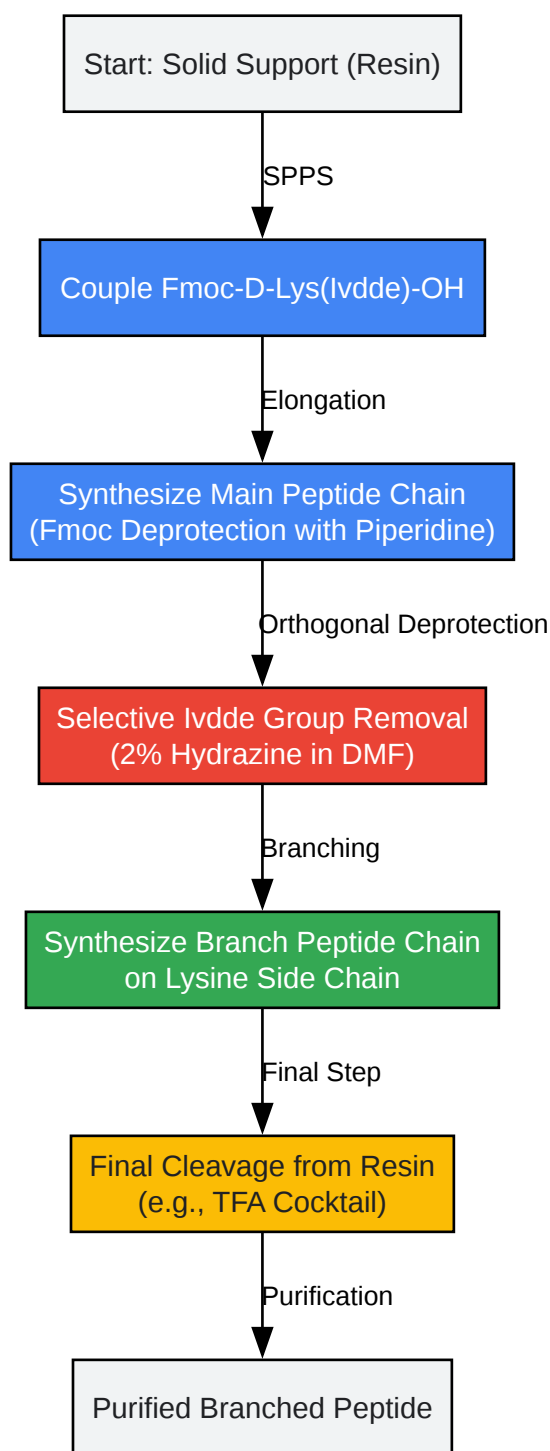 Start: Solid Support (Resin)
SPPS
Couple Fmoc-D-Lys(Ivdde)-OH
Elongation
Synthesize Main Peptide Chain
(Fmoc Deprotection with Piperidine)
Orthogonal Deprotection
Selective Ivdde Group Removal
(2% Hydrazine in DMF)
Branching
Synthesize Branch Peptide Chain
on Lysine Side Chain
Final Step
Final Cleavage from Resin
(e.g., TFA Cocktail)
Purification
Purified Branched Peptide